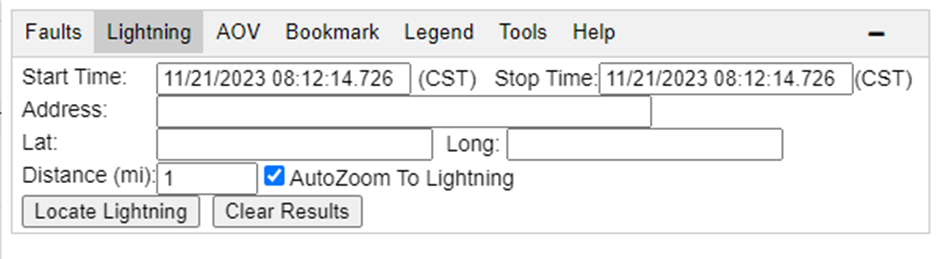 Faults Lightning AOV Bookmark Legend Tools Help
Start Time: 11/21/2023 08:12:14.726 (CST) Stop Time: 11/21/2023 08:12:14.726 (CST)
Address:
Lat: Long:
Distance (mi): 1 AutoZoom To Lightning
Locate Lightning Clear Results